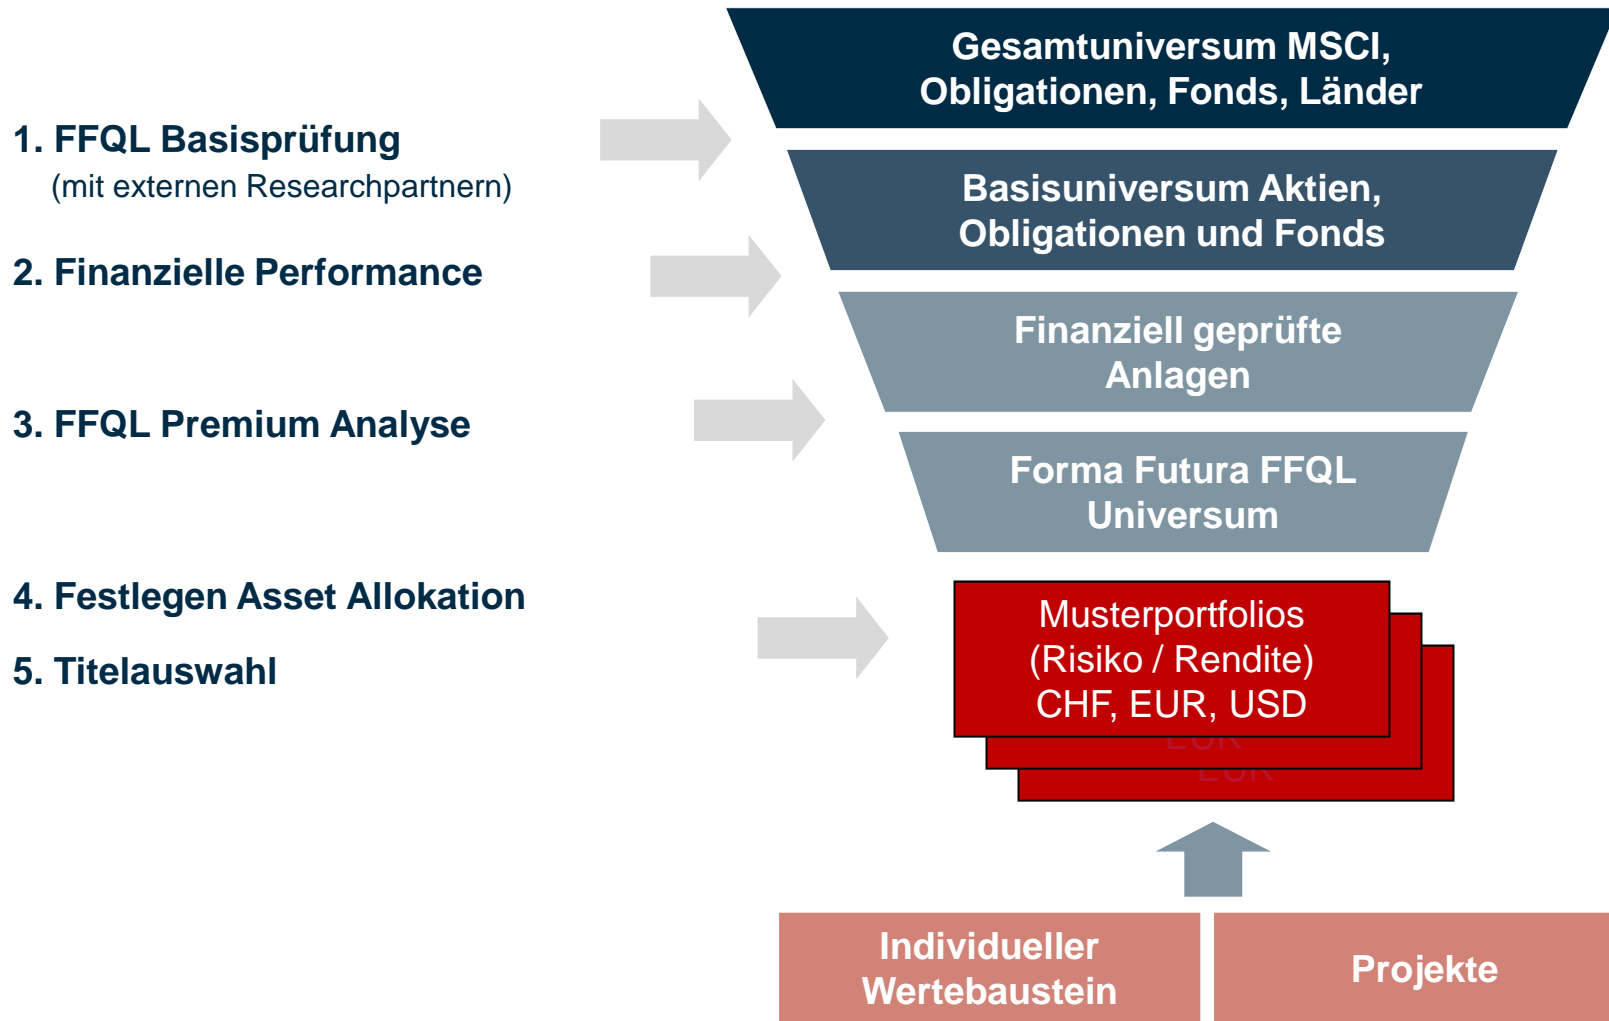 Gesamtuniversum MSCI,
Obligationen, Fonds, Länder
1. FFQL Basisprüfung
(mit externen Researchpartnern)
Basisuniversum Aktien,
Obligationen und Fonds
2. Finanzielle Performance
Finanziell geprüfte
Anlagen
3. FFQL Premium Analyse
Forma Futura FFQL
Universum
4. Festlegen Asset Allokation
5. Titelauswahl
Musterportfolios
(Risiko / Rendite)
CHF, EUR, USD
EUR
EUR
Individueller
Wertebaustein
Projekte